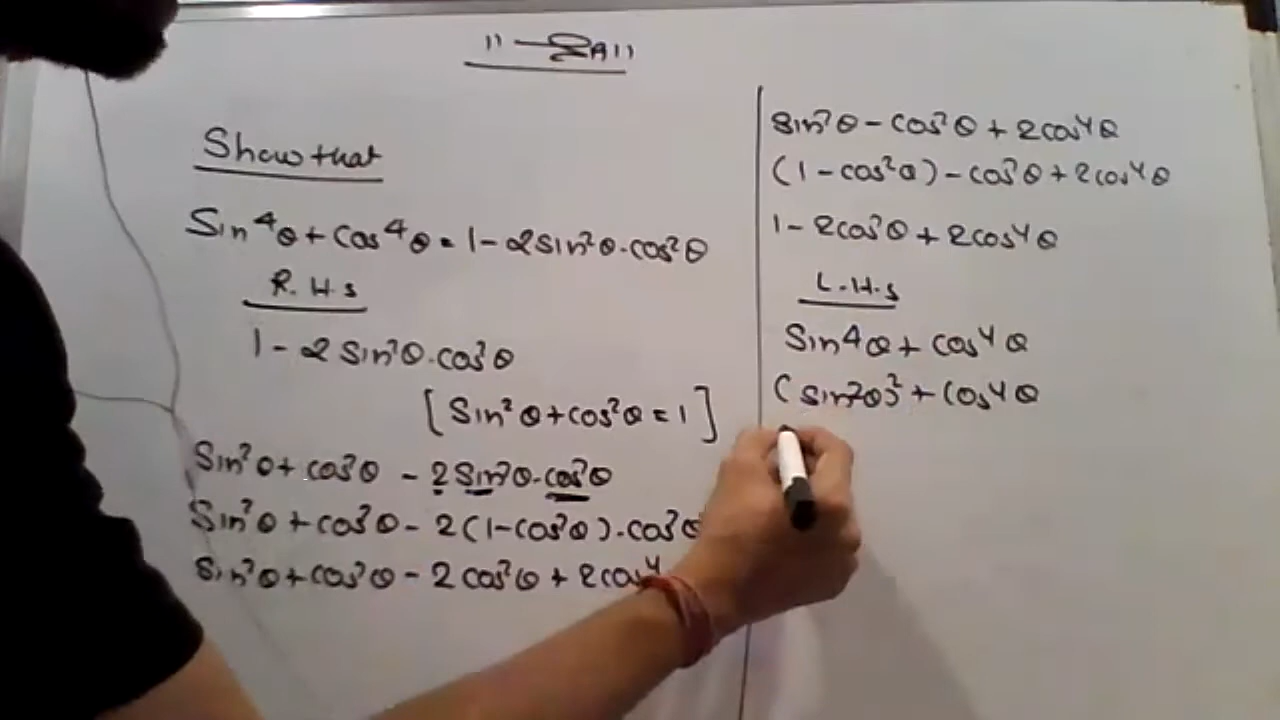 Show that
Sin⁴θ + Cos⁴θ = 1 - 2sin²θ.cos²θ
R.H.s
1 - 2 sin²θ.cos²θ
[Sin²θ + cos²θ = 1]
Sin²θ + cos²θ - 2 Sin²θ.cos²θ
Sin²θ + cos²θ - 2(1-cos²θ).cos²θ
Sin²θ + cos²θ - 2cos²θ + 2cos⁴
Sin²θ - cos²θ + 2cos⁴θ
(1 - cos²θ) - cos²θ + 2cos⁴θ
1 - 2cos²θ + 2cos⁴θ
L.H.s
Sin⁴θ + cos⁴θ
(sin²θ)² + Cos⁴θ